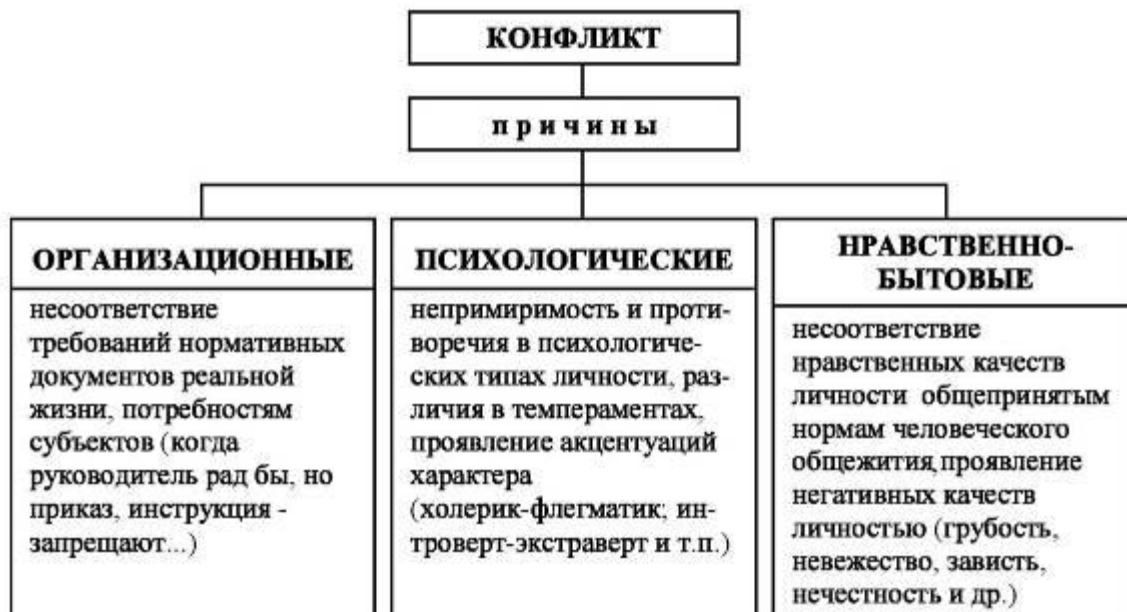 КОНФЛИКТ
причины
ОРГАНИЗАЦИОННЫЕ
несоответствие
требований нормативных
документов реальной
жизни, потребностям
субъектов (когда
руководитель рад бы, но
приказ, инструкция -
запрещают...)
ПСИХОЛОГИЧЕСКИЕ
непримиримость и проти-
воречия в психологиче-
ских типах личности, раз-
личия в темпераментах,
проявление акцентуаций
характера
(холерик-флегматик; ин-
троверт-экстраверт и т.п.)
НРАВСТВЕННО-
БЫТОВЫЕ
несоответствие
нравственных качеств
личности общепринятым
нормам человеческого
общежития,проявление
негативных качеств
личностью (грубость,
невежество, зависть,
нечестность и др.)